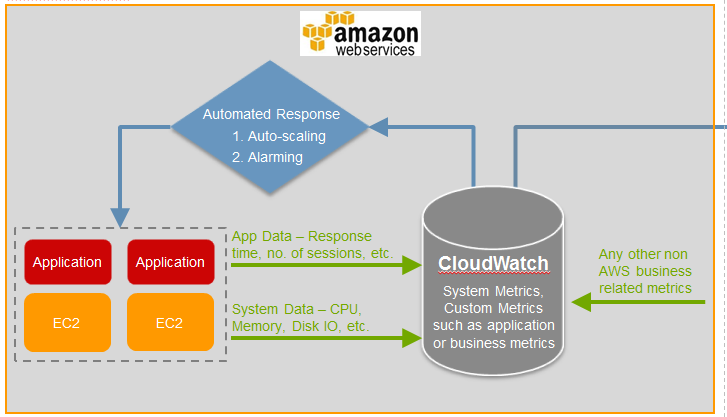 amazon
webservices
Automated Response
1. Auto-scaling
2. Alarming
Application
Application
EC2
EC2
App Data – Response
time, no. of sessions, etc.
System Data – CPU,
Memory, Disk IO, etc.
CloudWatch
System Metrics,
Custom Metrics
such as application
or business metrics
Any other non
AWS business
related metrics